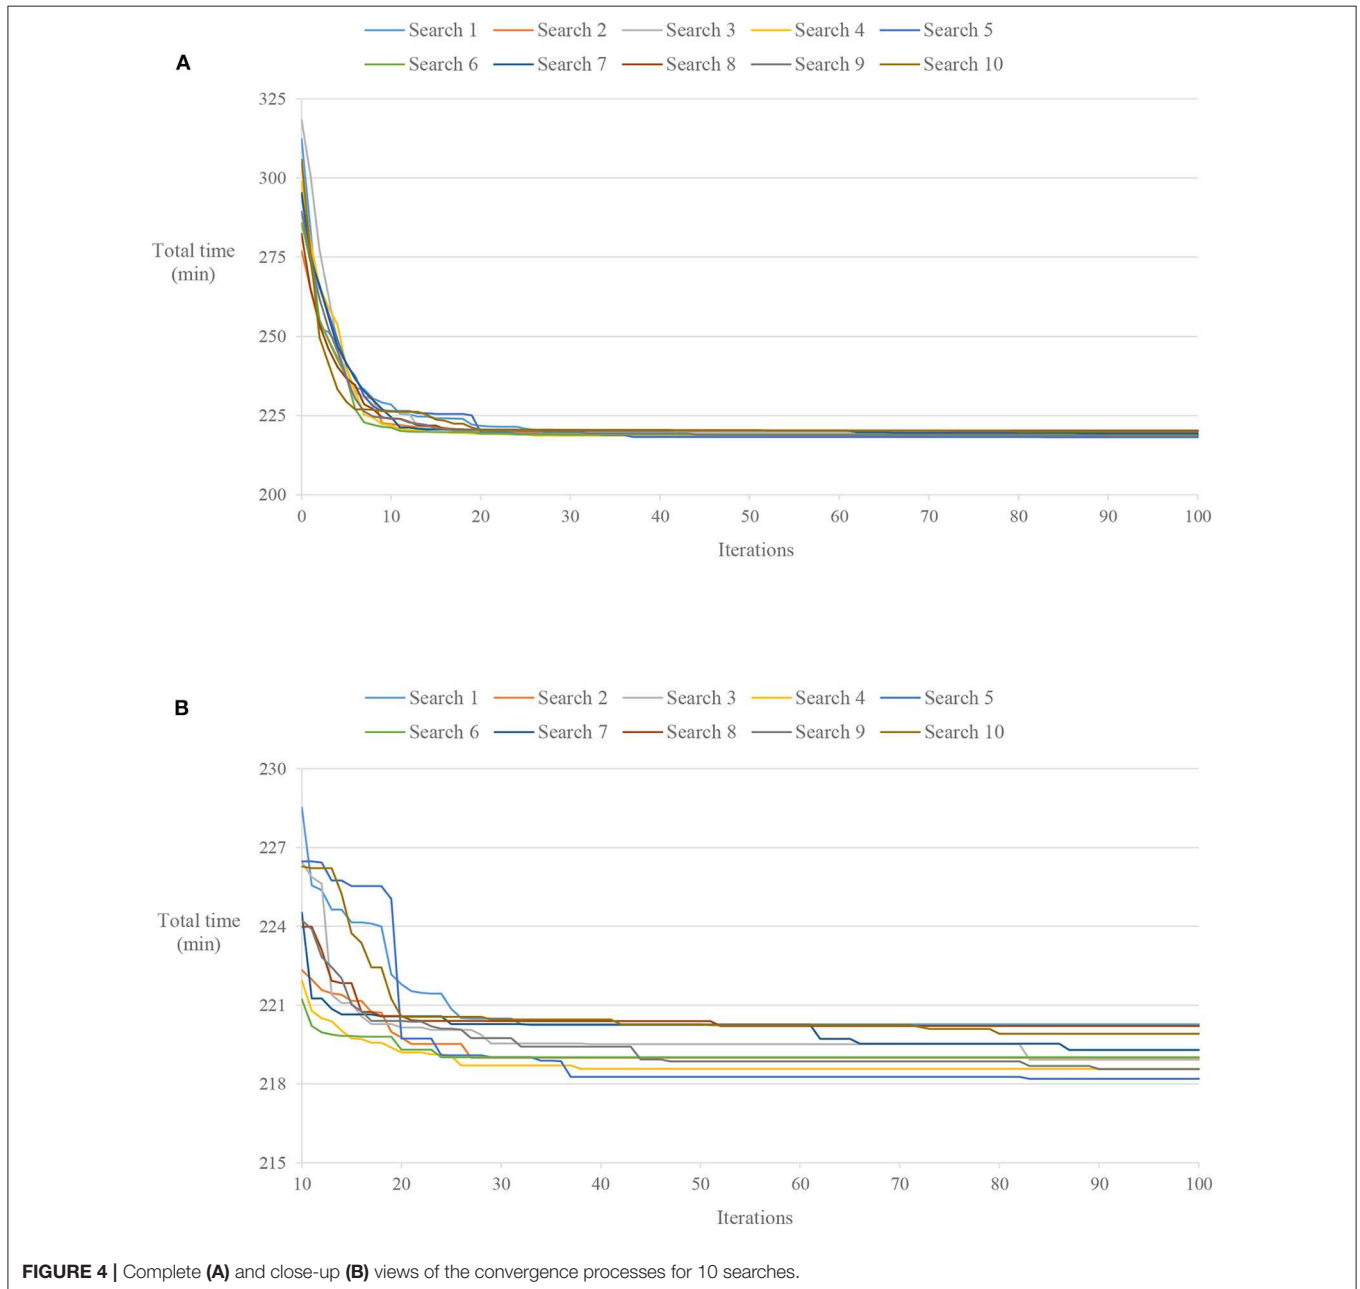 Search 1 Search 2 Search 3 Search 4 Search 5
A
Search 6 Search 7 Search 8 Search 9 Search 10
325
300
275
Total time
(min)
250
225
200
0 10 20 30 40 50 60 70 80 90 100
Iterations
Search 1 Search 2 Search 3 Search 4 Search 5
B
Search 6 Search 7 Search 8 Search 9 Search 10
230
227
224
Total time
(min)
221
218
215
10 20 30 40 50 60 70 80 90 100
Iterations
FIGURE 4 | Complete (A) and close-up (B) views of the convergence processes for 10 searches.